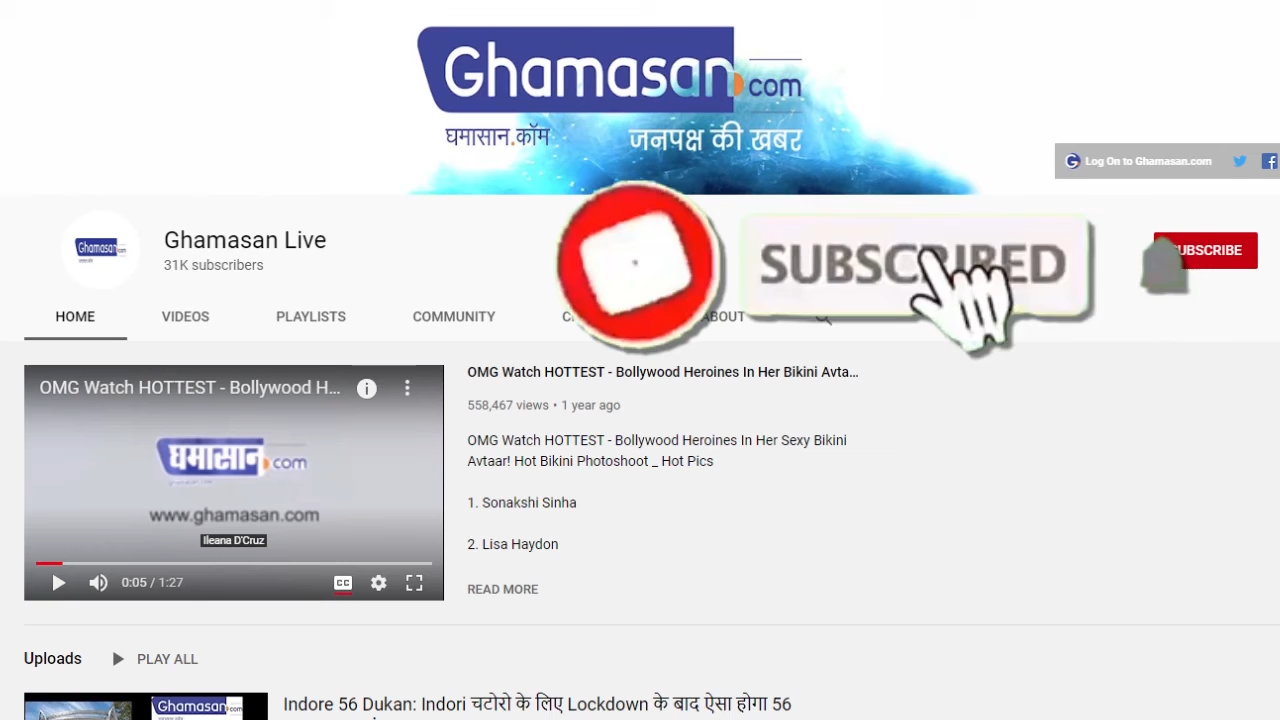 Ghamasan.com
घमासान.कॉम
जनपक्ष की खबर
Log On to Ghamasan.com
Ghamasan
Ghamasan Live
31K subscribers
SUBSCRIBED
UBSCRIBE
HOME
VIDEOS
PLAYLISTS
COMMUNITY
ABOUT
OMG Watch HOTTEST - Bollywood H...
घमासान.com
www.ghamasan.com
Ileana D'Cruz
0:05 / 1:27
CC
OMG Watch HOTTEST - Bollywood Heroines In Her Bikini Avta...
558,467 views • 1 year ago
OMG Watch HOTTEST - Bollywood Heroines In Her Sexy Bikini
Avtaar! Hot Bikini Photoshoot _ Hot Pics
1. Sonakshi Sinha
2. Lisa Haydon
READ MORE
Uploads
PLAY ALL
Ghamasan.com
Indore 56 Dukan: Indori चटोरो के लिए Lockdown के बाद ऐसा होगा 56